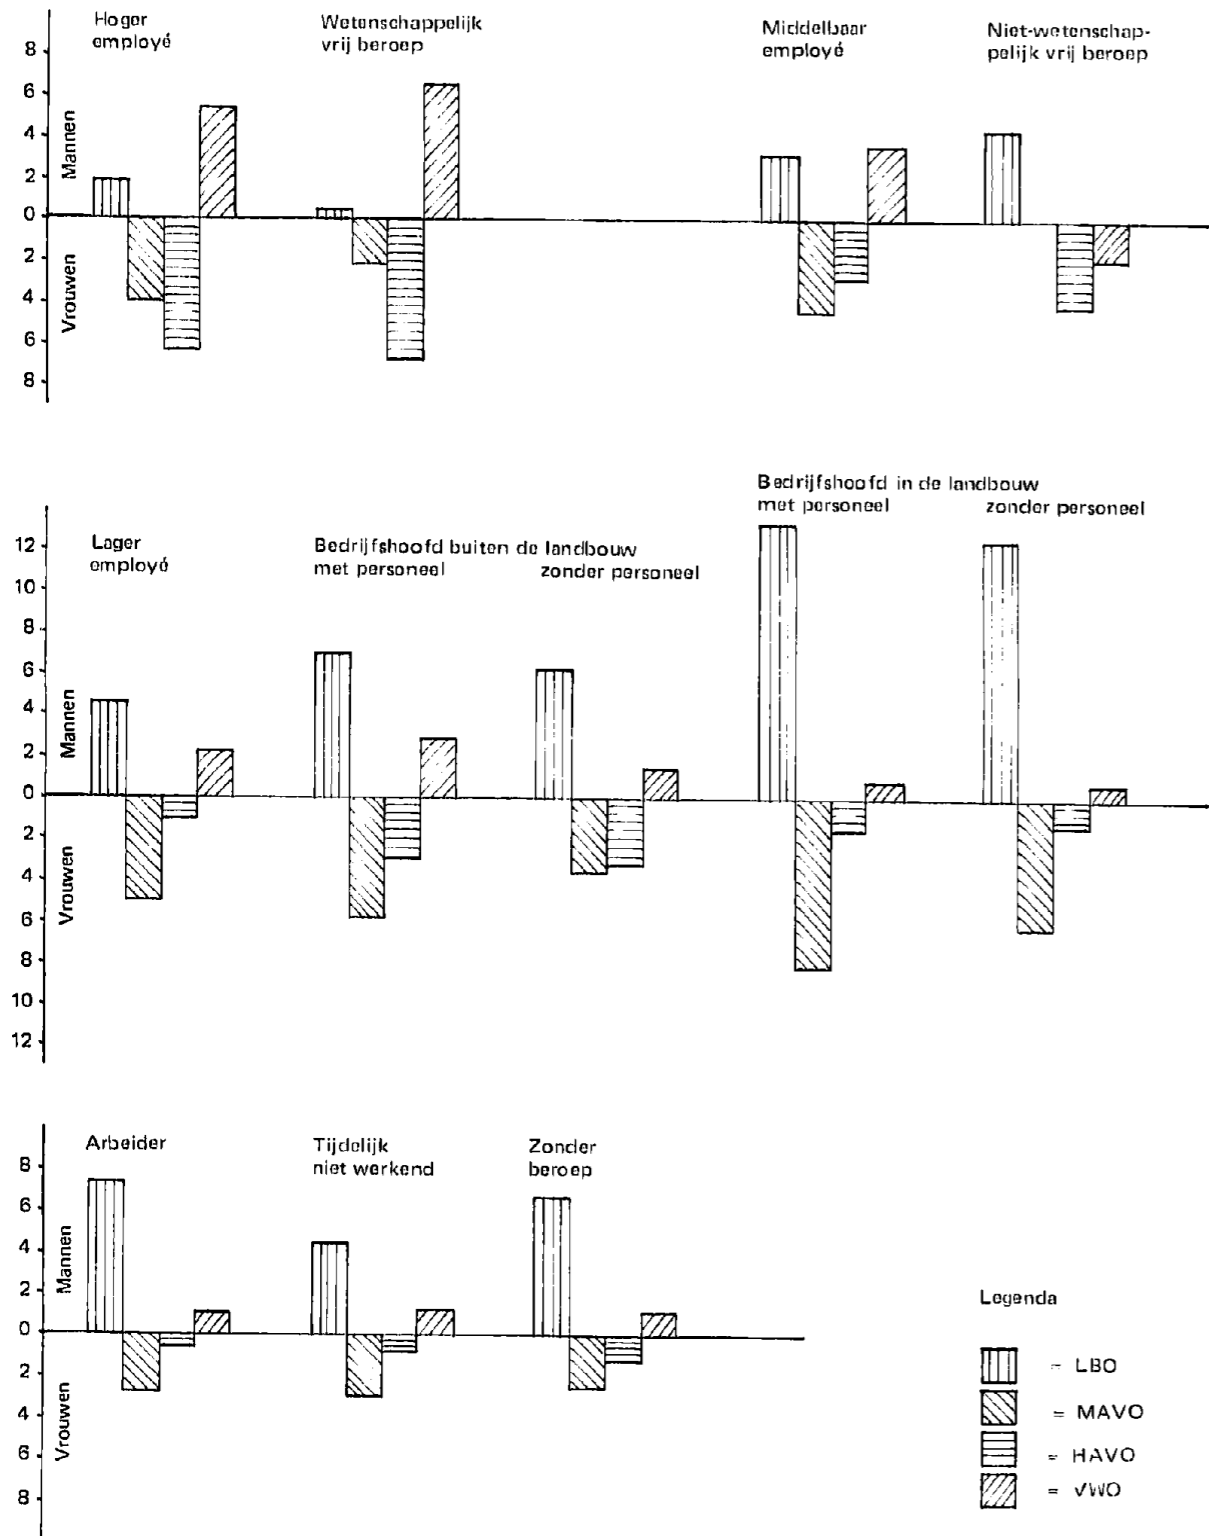 Hoger
employé
Wetenschappelijk
vrij beroep
Middelbaar
employé
Niet-wetenschap-
pelijk vrij beroep
8
6
4
2
0
2
4
6
8
Mannen
Vrouwen
Lager
employé
Bedrijfshoofd buiten de landbouw
met personeel zonder personeel
Bedrijfshoofd in de landbouw
met personeel zonder personeel
12
10
8
6
4
2
0
2
4
6
8
10
12
Mannen
Vrouwen
Arbeider
Tijdelijk
niet werkend
Zonder
beroep
8
6
4
2
0
2
4
6
8
Mannen
Vrouwen
Legenda
= LBO
= MAVO
= HAVO
= VWO